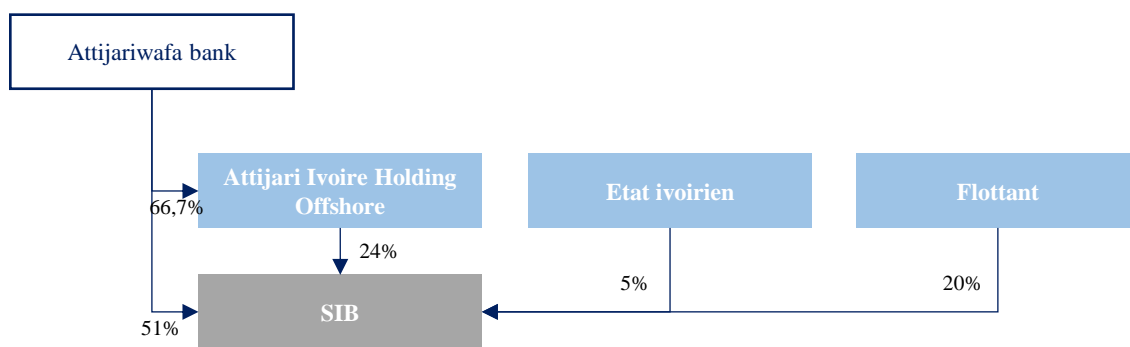 Attijariwafa bank
Attijari Ivoire Holding
Offshore
Etat ivoirien
Flottant
66,7%
24%
5%
20%
SIB
51%